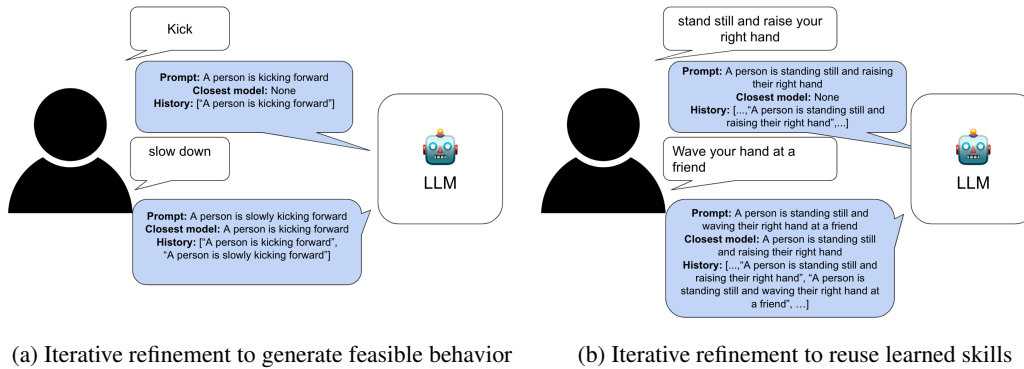 Kick
Prompt: A person is kicking forward
Closest model: None
History: [“A person is kicking forward”]
slow down
Prompt: A person is slowly kicking forward
Closest model: A person is kicking forward
History: [“A person is kicking forward”,
“A person is slowly kicking forward”]
LLM
(a) Iterative refinement to generate feasible behavior
stand still and raise your
right hand
Prompt: A person is standing still and raising
their right hand
Closest model: None
History: [...,“A person is standing still and
raising their right hand”,...]
Wave your hand at a
friend
Prompt: A person is standing still and
waving their right hand at a friend
Closest model: A person is standing still
and raising their right hand
History: [...,“A person is standing still and
raising their right hand”, “A person is
standing still and waving their right hand at
a friend”, …]
LLM
(b) Iterative refinement to reuse learned skills